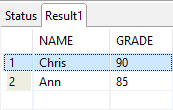 Status Result1
NAME GRADE
1 Chris 90
2 Ann 85